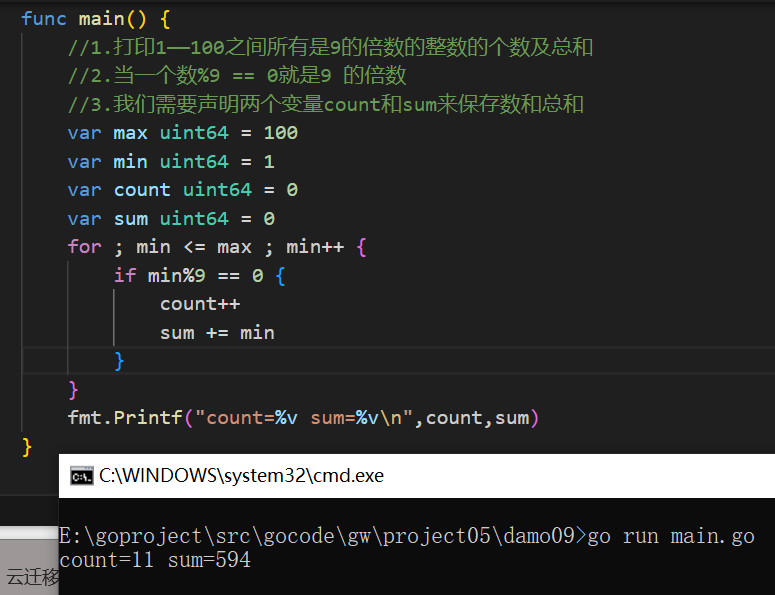 func main() {
//1.打印1——100之间所有是9的倍数的整数的个数及总和
//2.当一个数%9 == 0就是9 的倍数
//3.我们需要声明两个变量count和sum来保存数和总和
var max uint64 = 100
var min uint64 = 1
var count uint64 = 0
var sum uint64 = 0
for ; min <= max ; min++ {
if min%9 == 0 {
count++
sum += min
}
}
fmt.Printf("count=%v sum=%v\n",count,sum)
}
C:\WINDOWS\system32\cmd.exe
E:\goproject\src\gocode\gw\project05\damo09>go run main.go
count=11 sum=594
云迁移